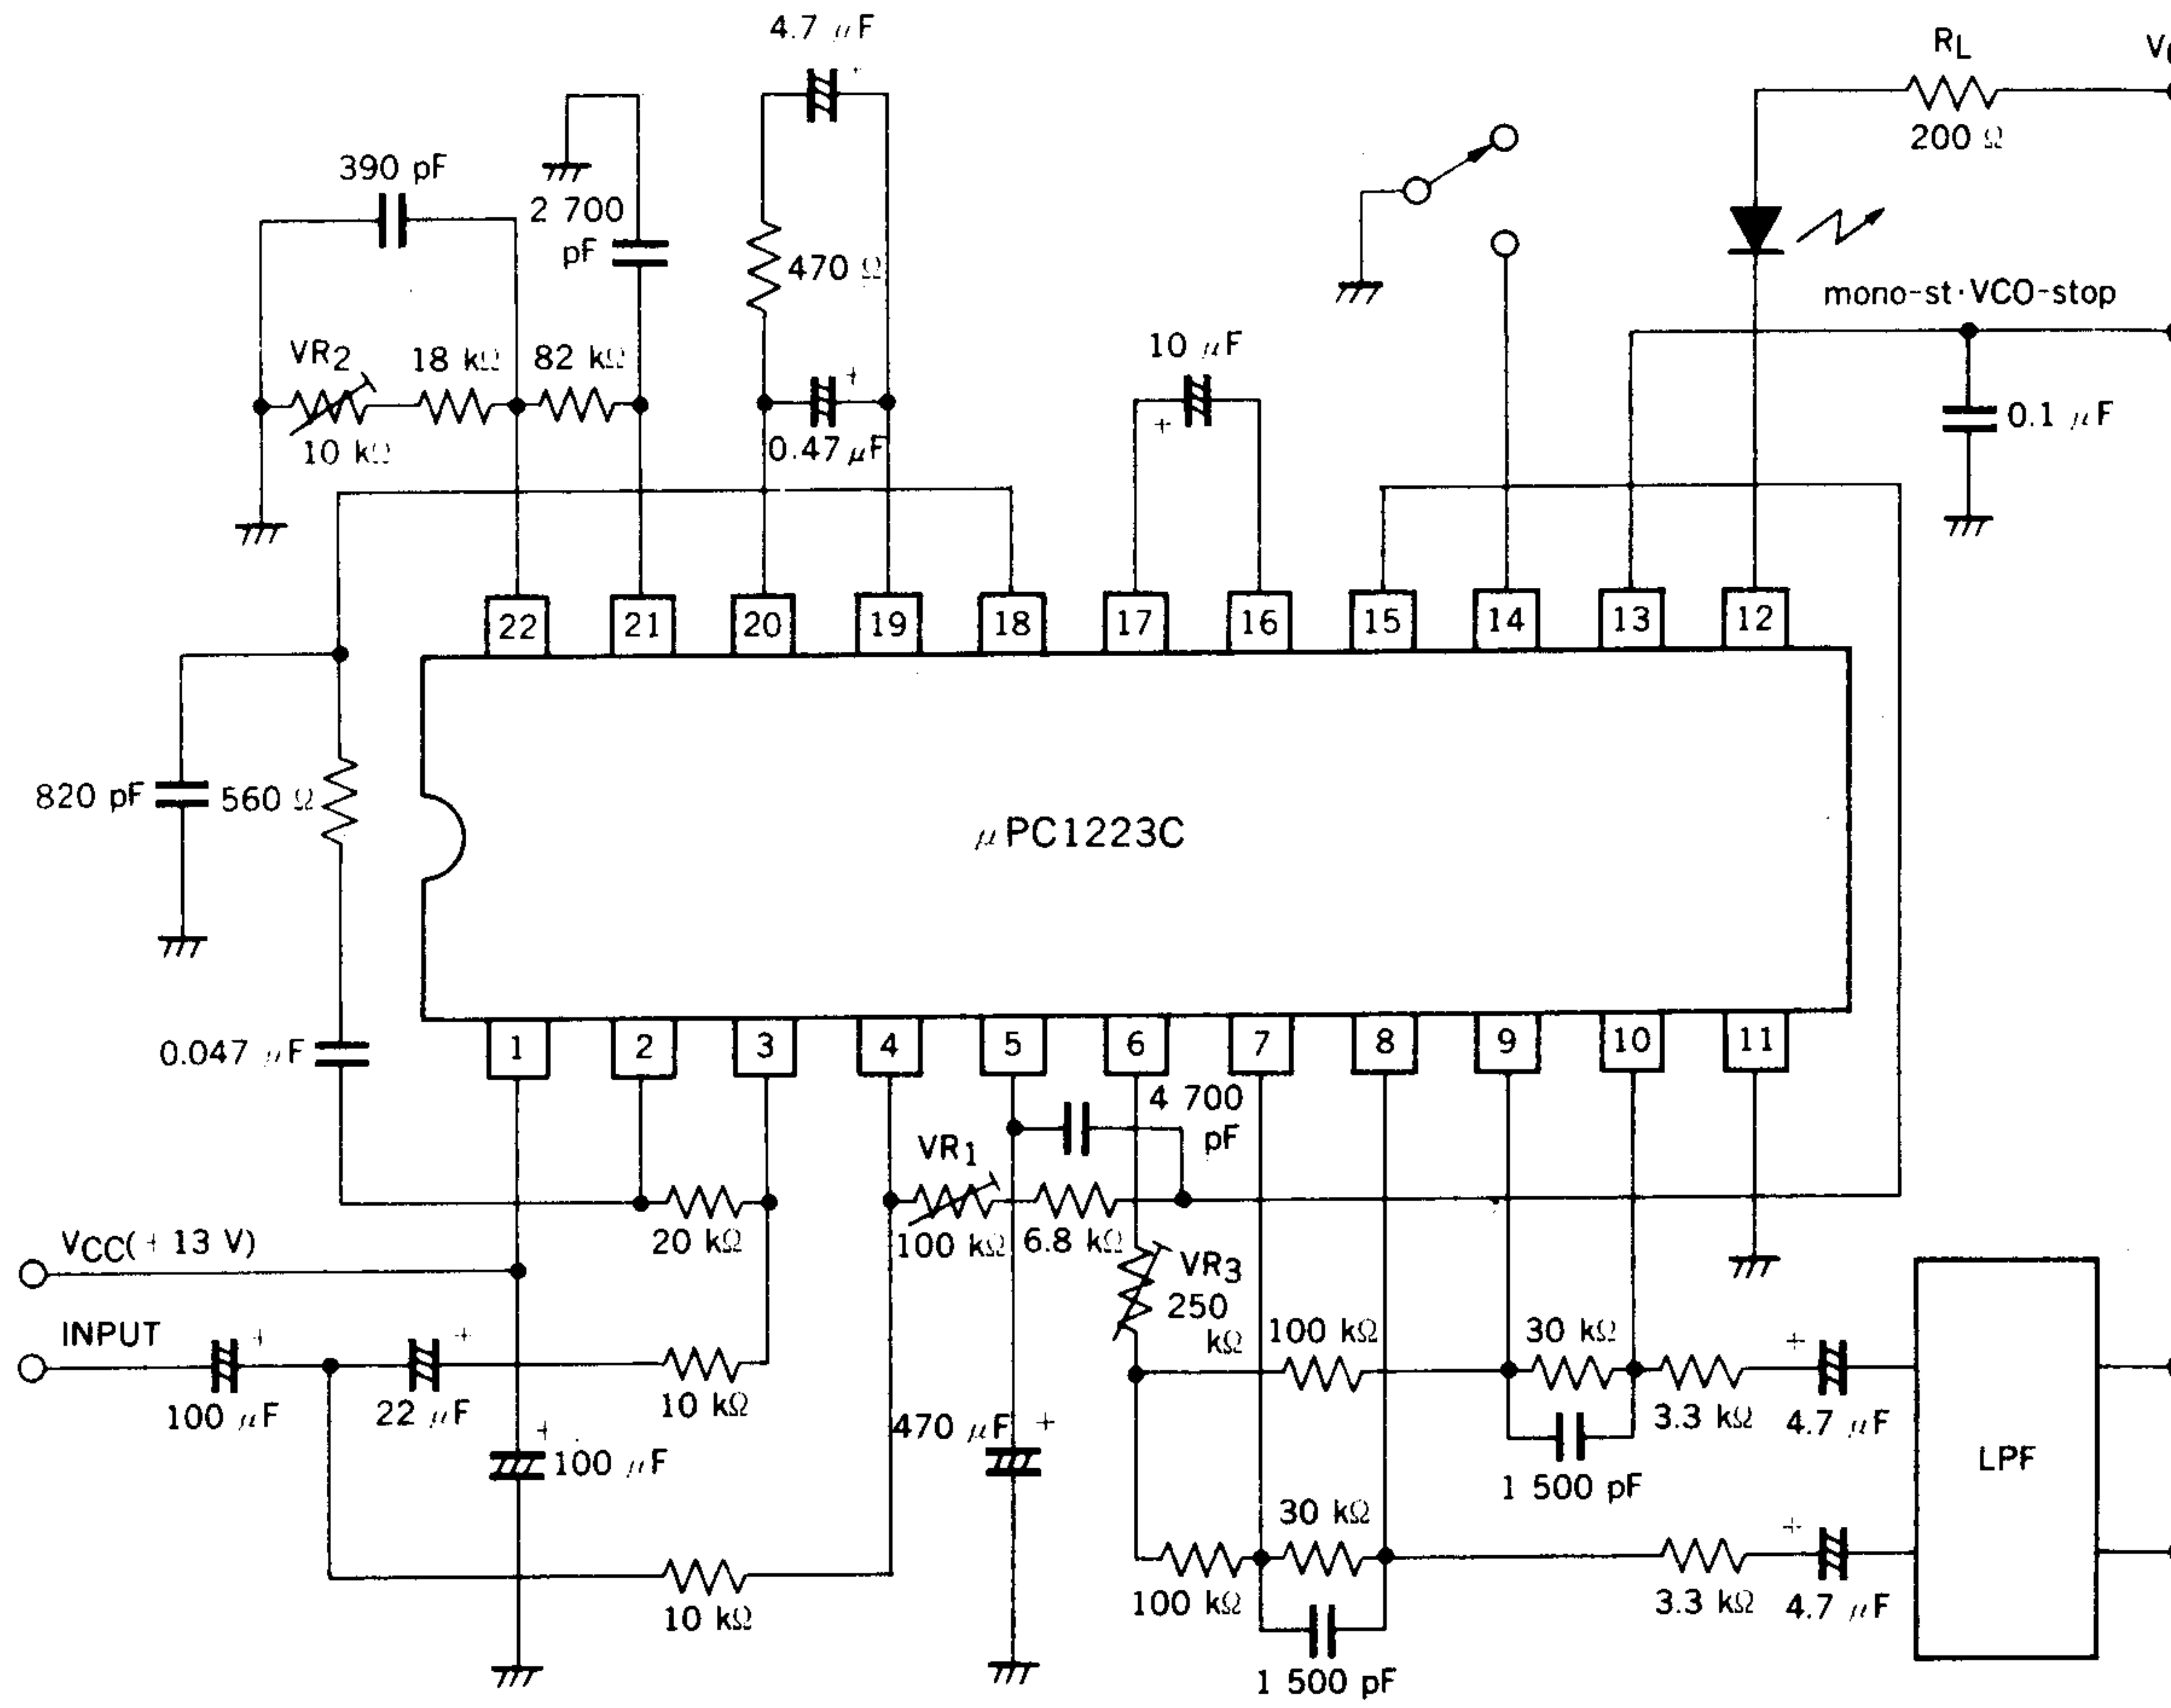 4.7 μF
RL
200 Ω
390 pF
2 700
pF
470 Ω
mono-st·VCO-stop
VR2
18 kΩ
82 kΩ
10 kΩ
0.47 μF
10 μF
0.1 μF
22
21
20
19
18
17
16
15
14
13
12
820 pF
560 Ω
μPC1223C
0.047 μF
1
2
3
4
5
6
7
8
9
10
11
4 700
pF
VR1
20 kΩ
100 kΩ
6.8 kΩ
VCC(+ 13 V)
VR3
250
kΩ
INPUT
100 kΩ
30 kΩ
100 μF
22 μF
10 kΩ
470 μF
3.3 kΩ
4.7 μF
100 μF
LPF
1 500 pF
30 kΩ
10 kΩ
100 kΩ
3.3 kΩ
4.7 μF
1 500 pF